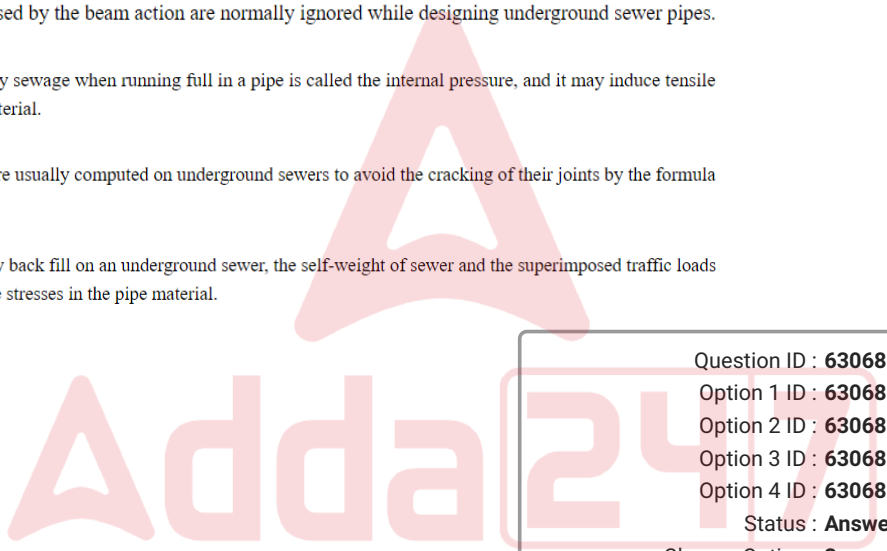 sed by the beam action are normally ignored while designing underground sewer pipes.
y sewage when running full in a pipe is called the internal pressure, and it may induce tensile
terial.
re usually computed on underground sewers to avoid the cracking of their joints by the formula
y back fill on an underground sewer, the self-weight of sewer and the superimposed traffic loads
e stresses in the pipe material.
Adda247
Question ID : 63068
Option 1 ID : 63068
Option 2 ID : 63068
Option 3 ID : 63068
Option 4 ID : 63068
Status : Answe